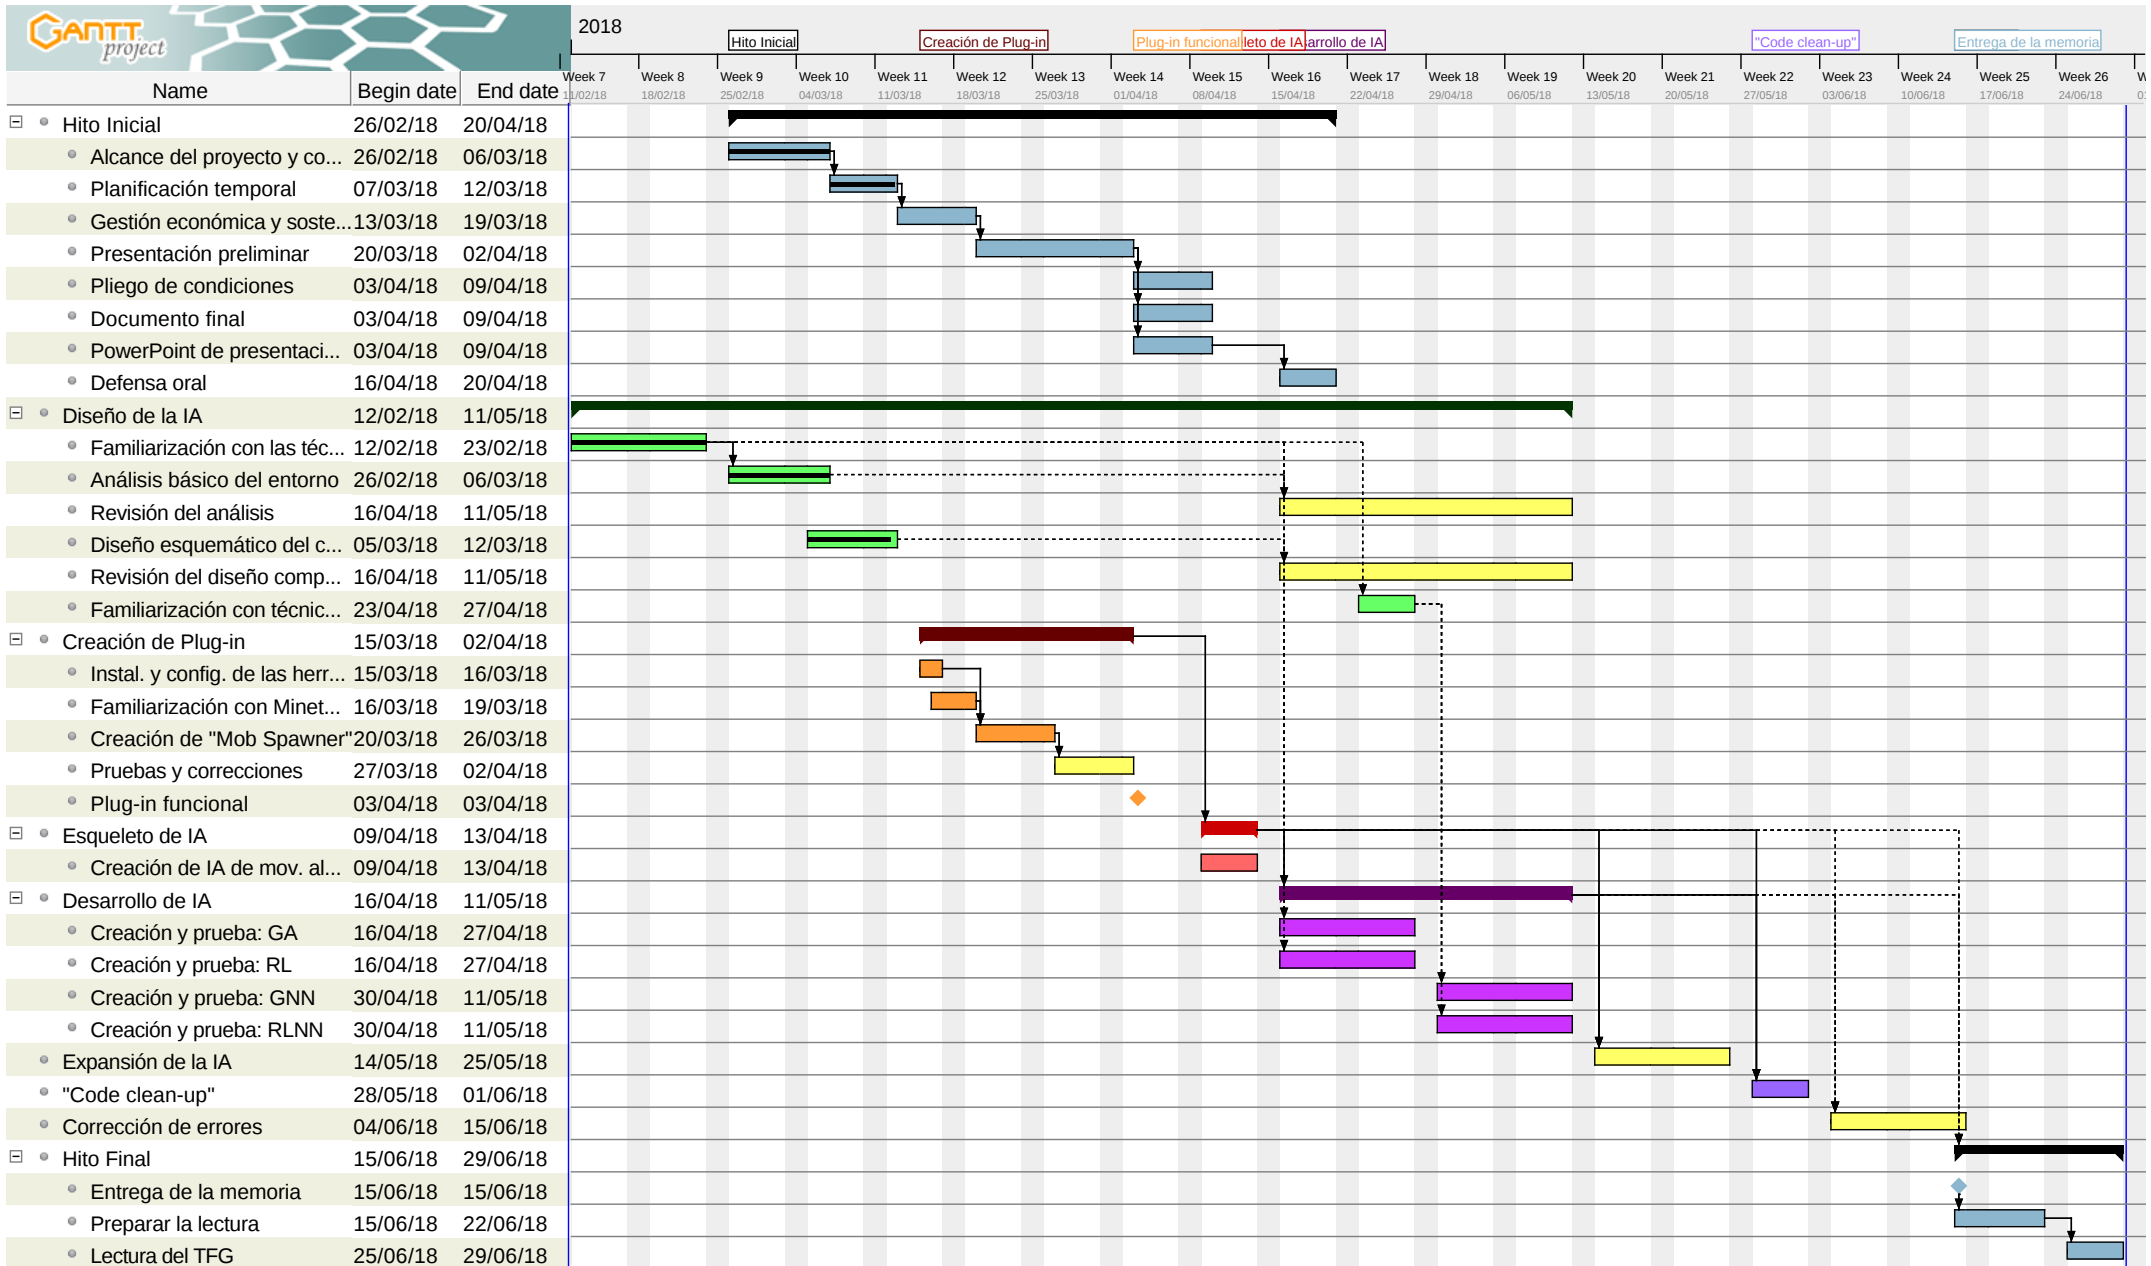 GANTT
project
2018
Hito Inicial
Creación de Plug-in
Plug-in funcional
leto de IA
arrollo de IA
"Code clean-up"
Entrega de la memoria
Name Begin date End date
Week 7 Week 8 Week 9 Week 10 Week 11 Week 12 Week 13 Week 14 Week 15 Week 16 Week 17 Week 18 Week 19 Week 20 Week 21 Week 22 Week 23 Week 24 Week 25 Week 26 W
11/02/18 18/02/18 25/02/18 04/03/18 11/03/18 18/03/18 25/03/18 01/04/18 08/04/18 15/04/18 22/04/18 29/04/18 06/05/18 13/05/18 20/05/18 27/05/18 03/06/18 10/06/18 17/06/18 24/06/18
Hito Inicial 26/02/18 20/04/18
Alcance del proyecto y co... 26/02/18 06/03/18
Planificación temporal 07/03/18 12/03/18
Gestión económica y soste... 13/03/18 19/03/18
Presentación preliminar 20/03/18 02/04/18
Pliego de condiciones 03/04/18 09/04/18
Documento final 03/04/18 09/04/18
PowerPoint de presentaci... 03/04/18 09/04/18
Defensa oral 16/04/18 20/04/18
Diseño de la IA 12/02/18 11/05/18
Familiarización con las téc... 12/02/18 23/02/18
Análisis básico del entorno 26/02/18 06/03/18
Revisión del análisis 16/04/18 11/05/18
Diseño esquemático del c... 05/03/18 12/03/18
Revisión del diseño comp... 16/04/18 11/05/18
Familiarización con técnic... 23/04/18 27/04/18
Creación de Plug-in 15/03/18 02/04/18
Instal. y config. de las herr... 15/03/18 16/03/18
Familiarización con Minet... 16/03/18 19/03/18
Creación de "Mob Spawner" 20/03/18 26/03/18
Pruebas y correcciones 27/03/18 02/04/18
Plug-in funcional 03/04/18 03/04/18
Esqueleto de IA 09/04/18 13/04/18
Creación de IA de mov. al... 09/04/18 13/04/18
Desarrollo de IA 16/04/18 11/05/18
Creación y prueba: GA 16/04/18 27/04/18
Creación y prueba: RL 16/04/18 27/04/18
Creación y prueba: GNN 30/04/18 11/05/18
Creación y prueba: RLNN 30/04/18 11/05/18
Expansión de la IA 14/05/18 25/05/18
"Code clean-up" 28/05/18 01/06/18
Corrección de errores 04/06/18 15/06/18
Hito Final 15/06/18 29/06/18
Entrega de la memoria 15/06/18 15/06/18
Preparar la lectura 15/06/18 22/06/18
Lectura del TFG 25/06/18 29/06/18